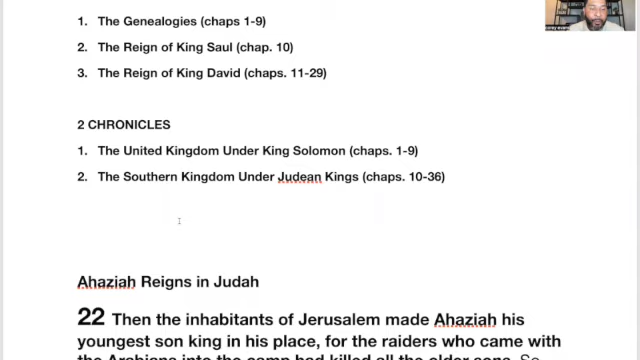 1. The Genealogies (chaps 1-9)
2. The Reign of King Saul (chap. 10)
3. The Reign of King David (chaps. 11-29)
2 CHRONICLES
1. The United Kingdom Under King Solomon (chaps. 1-9)
2. The Southern Kingdom Under Judean Kings (chaps. 10-36)
Ahaziah Reigns in Judah
22 Then the inhabitants of Jerusalem made Ahaziah his
youngest son king in his place, for the raiders who came with
the Arabians into the camp had killed all the older sons. So